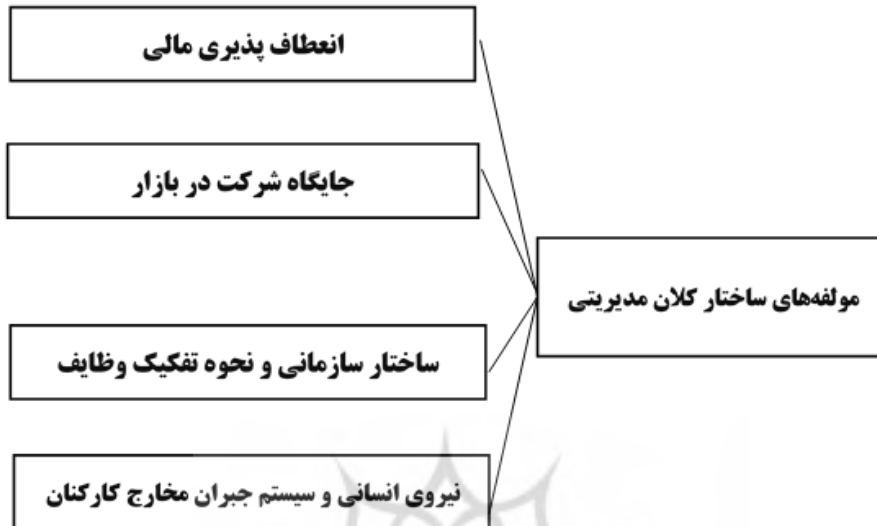 انعطاف پذیری مالی
جایگاه شرکت در بازار
مولفه‌های ساختار کلان مدیریتی
ساختار سازمانی و نحوه تفکیک وظایف
نیروی انسانی و سیستم جبران مخارج کارکنان